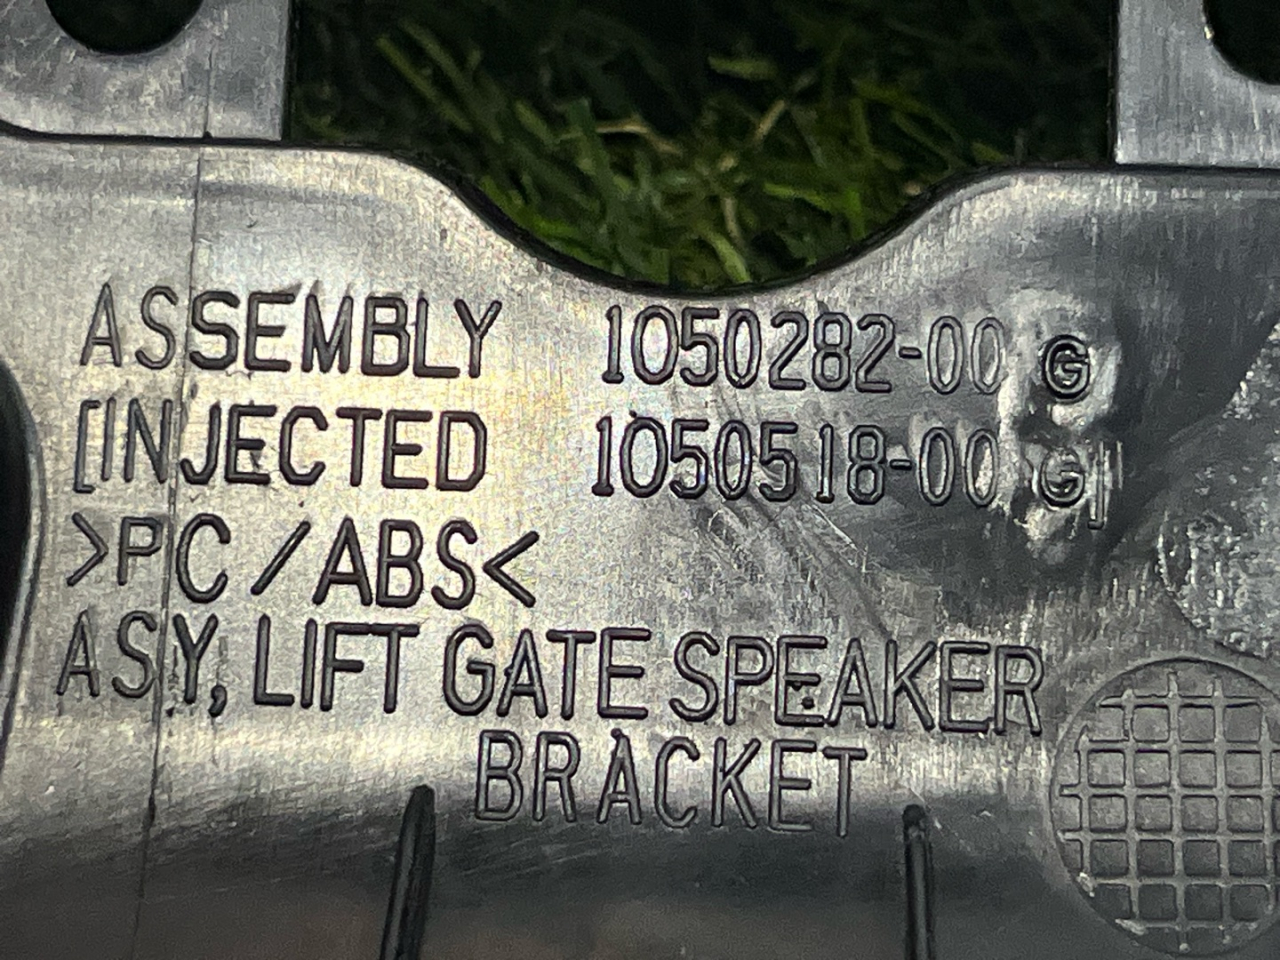 ASSEMBLY 1050282-00 G
[INJECTED 1050518-00 G]
>PC/ABS<
ASY, LIFT GATE SPEAKER
BRACKET